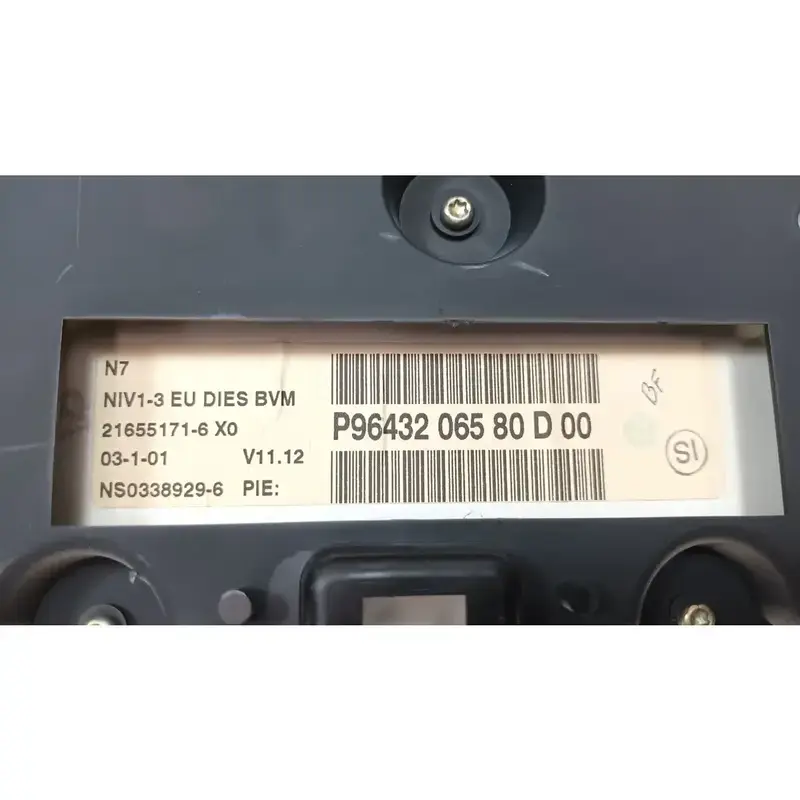 N7
NIV1-3 EU DIES BVM
21655171-6 X0
03-1-01 V11.12
NS0338929-6 PIE:
P96432 065 80 D 00
BF
SI